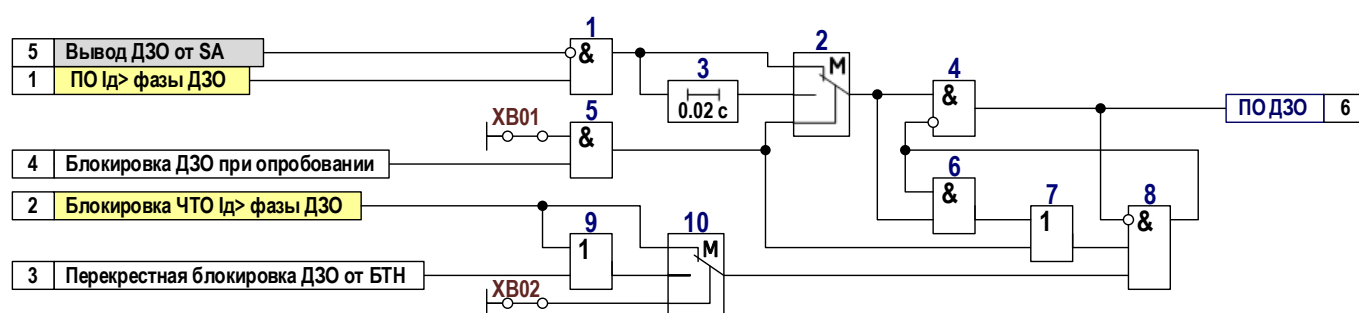 1
5 Вывод ДЗО от SA
&
2
M
1 ПО Iд> фазы ДЗО
3
0.02 с
4
&
ПО ДЗО 6
XB01
5
&
4 Блокировка ДЗО при опробовании
6
&
2 Блокировка ЧТО Iд> фазы ДЗО
7
1
8
&
9
1
10
M
3 Перекрестная блокировка ДЗО от БТН
XB02